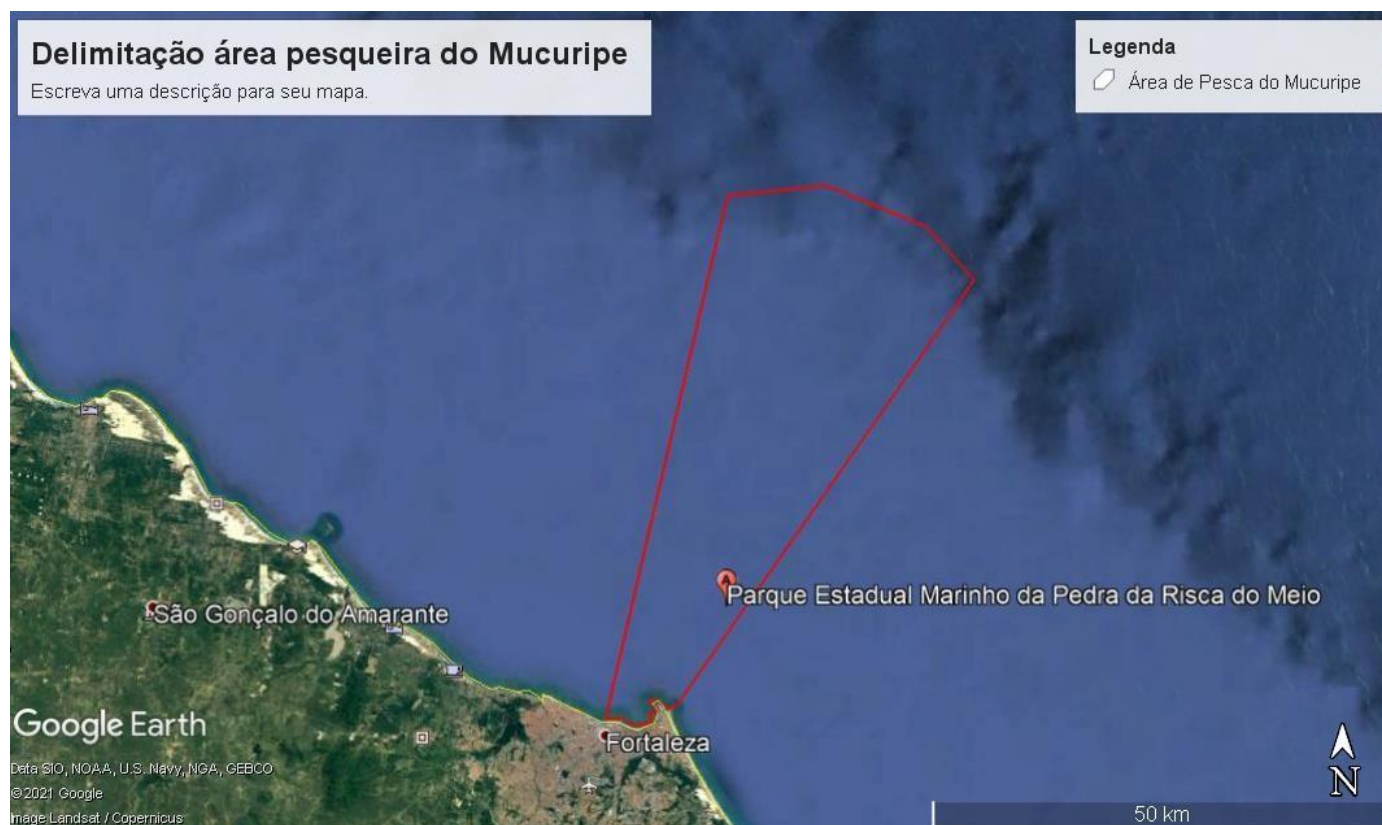 Delimitação área pesqueira do Mucuripe
Escreva uma descrição para seu mapa.
Legenda
Área de Pesca do Mucuripe
A
Parque Estadual Marinho da Pedra da Risca do Meio
São Gonçalo do Amarante
Fortaleza
Google Earth
Data SIO, NOAA, U.S. Navy, NGA, GEBCO
©2021 Google
Image Landsat / Copernicus
N
50 km